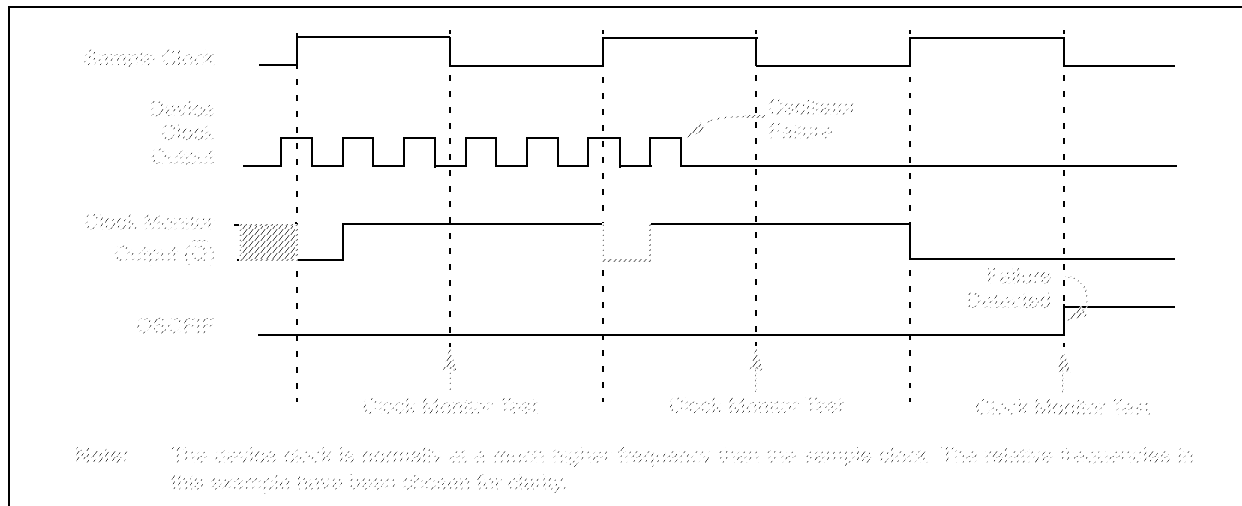 Sample Clock
Device
Clock
Output
Oscillator
Failure
Clock Monitor
Output (Q)
Failure
Detected
OSCFIF
Clock Monitor Test
Clock Monitor Test
Clock Monitor Test
Note: The device clock is normally at a much higher frequency than the sample clock. The relative frequencies in
this example have been chosen for clarity.